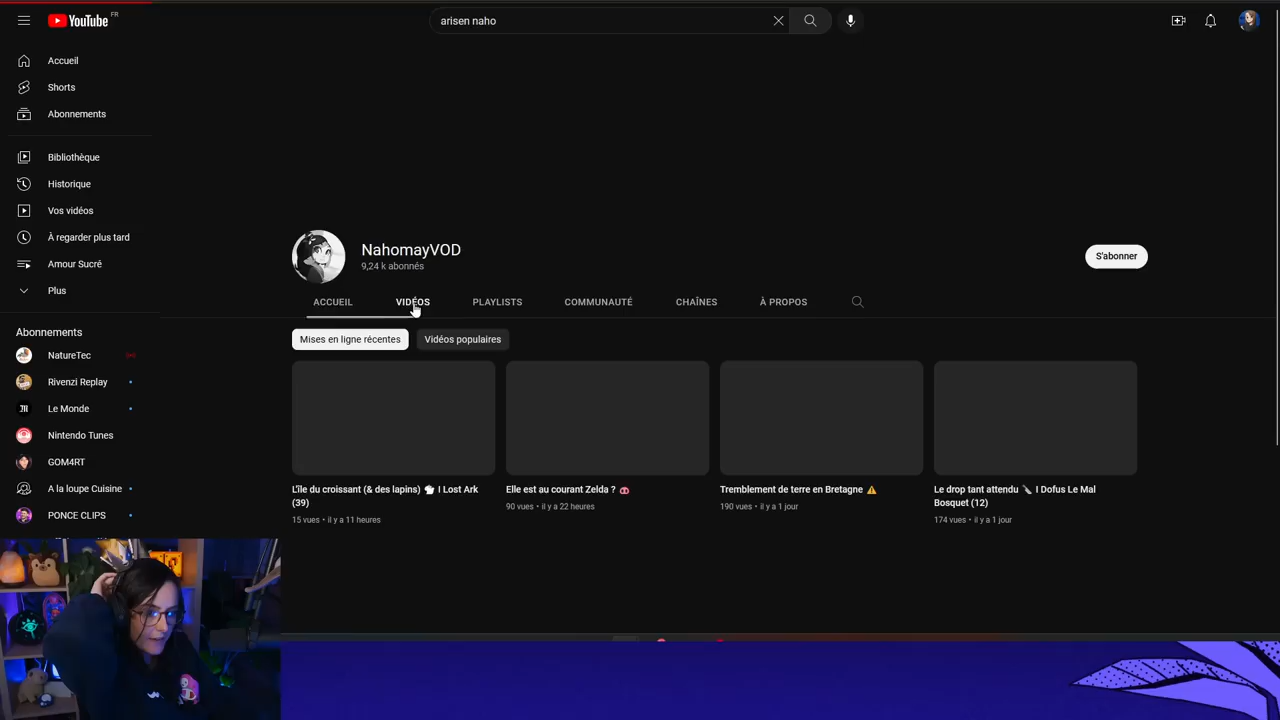 YouTube FR
arisen naho
Accueil
Shorts
Abonnements
Bibliothèque
Historique
Vos vidéos
À regarder plus tard
Amour Sucré
Plus
Abonnements
NatureTec
Rivenzi Replay
Le Monde
Nintendo Tunes
GOM4RT
A la loupe Cuisine
PONCE CLIPS
NahomayVOD
9,24 k abonnés
S'abonner
ACCUEIL VIDÉOS PLAYLISTS COMMUNAUTÉ CHAÎNES À PROPOS
Mises en ligne récentes Vidéos populaires
L'île du croissant (& des lapins) 🐇 I Lost Ark
(39)
15 vues • il y a 11 heures
Elle est au courant Zelda ? 🐽
90 vues • il y a 22 heures
Tremblement de terre en Bretagne ⚠️
190 vues • il y a 1 jour
Le drop tant attendu 🔪 I Dofus Le Mal
Bosquet (12)
174 vues • il y a 1 jour